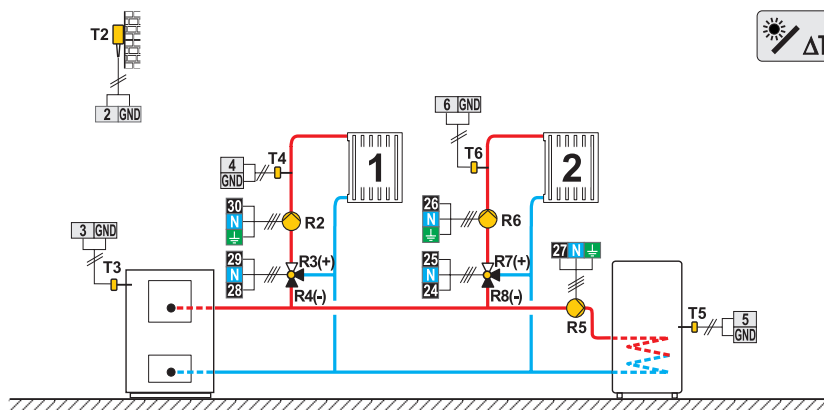 T2
ΔT
2 GND
6 GND
4
GND
T4
1
T6
2
30
N
R2
26
N
R6
3 GND
29
N
28
R3(+)
R4(-)
25
N
24
R7(+)
R8(-)
27 N
T3
R5
T5
5
GND